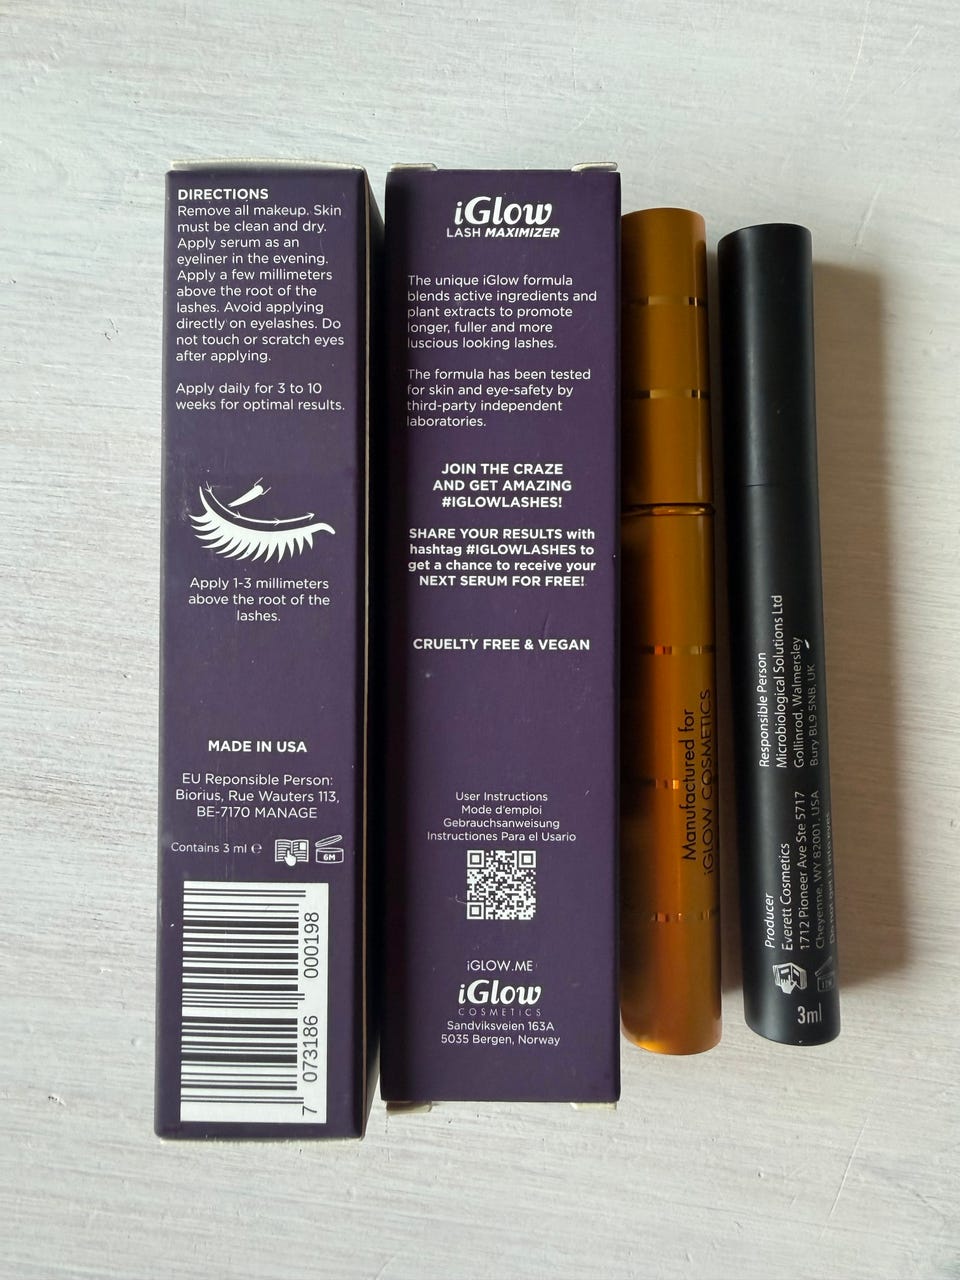 DIRECTIONS
Remove all makeup. Skin
must be clean and dry.
Apply serum as an
eyeliner in the evening.
Apply a few millimeters
above the root of the
lashes. Avoid applying
directly on eyelashes. Do
not touch or scratch eyes
after applying.
Apply daily for 3 to 10
weeks for optimal results.
Apply 1-3 millimeters
above the root of the
lashes.
MADE IN USA
EU Reponsible Person:
Biorius, Rue Wauters 113,
BE-7170 MANAGE
Contains 3 ml ℮
6M
7 073186 000198
iGlow
LASH MAXIMIZER
The unique iGlow formula
blends active ingredients and
plant extracts to promote
longer, fuller and more
luscious looking lashes.
The formula has been tested
for skin and eye-safety by
third-party independent
laboratories.
JOIN THE CRAZE
AND GET AMAZING
#IGLOWLASHES!
SHARE YOUR RESULTS with
hashtag #IGLOWLASHES to
get a chance to receive your
NEXT SERUM FOR FREE!
CRUELTY FREE & VEGAN
User Instructions
Mode d'emploi
Gebrauchsanweisung
Instructiones Para el Usario
iGLOW.ME
iGlow
COSMETICS
Sandviksveien 163A
5035 Bergen, Norway
Manufactured for
iGLOW COSMETICS
Responsible Person
Microbiological Solutions Ltd
Gollinrod, Walmersley
Bury BL9 5NB, UK
Producer
Everett Cosmetics
1712 Pioneer Ave Ste 5717
Cheyenne, WY 82001, USA
Do not get it into eyes
3ml